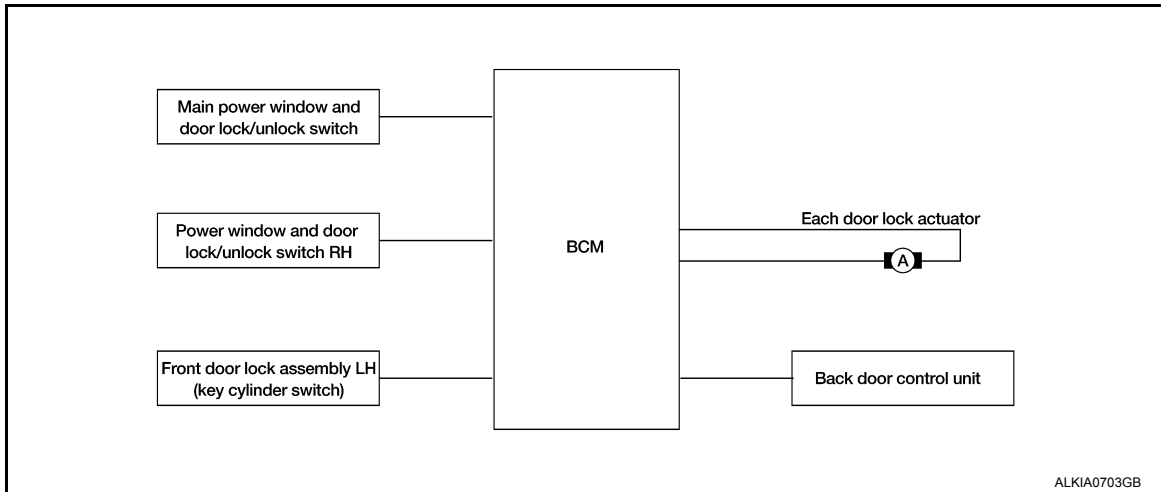 Main power window and
door lock/unlock switch
Power window and door
lock/unlock switch RH
Front door lock assembly LH
(key cylinder switch)
BCM
Each door lock actuator
A
Back door control unit
ALKIA0703GB